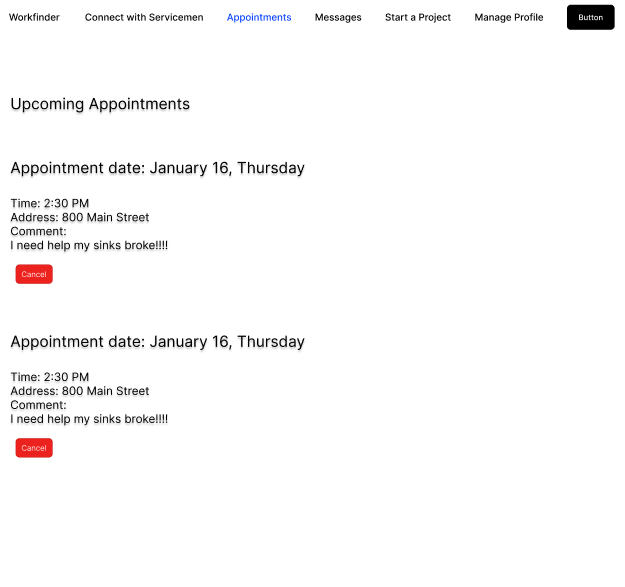 Workfinder Connect with Servicemen Appointments Messages Start a Project Manage Profile Button
Upcoming Appointments
Appointment date: January 16, Thursday
Time: 2:30 PM
Address: 800 Main Street
Comment:
I need help my sinks broke!!!!
Cancel
Appointment date: January 16, Thursday
Time: 2:30 PM
Address: 800 Main Street
Comment:
I need help my sinks broke!!!!
Cancel